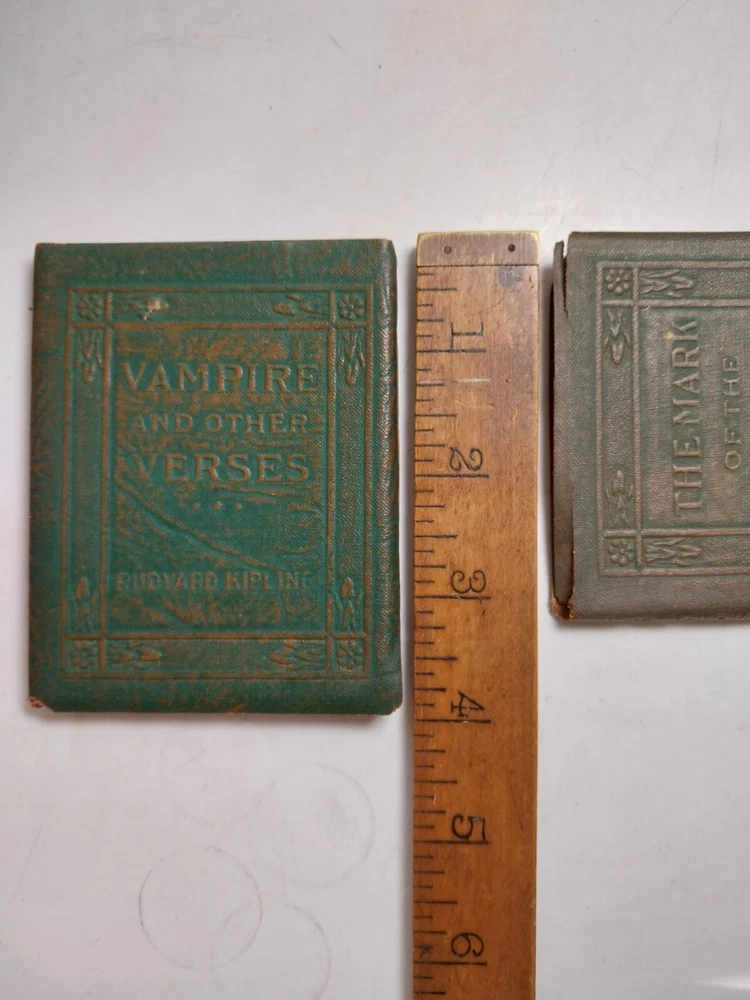 VAMPIRE
AND OTHER
VERSES
RUDYARD KIPLING
1
2
3
4
5
6
THE MARK
OF THE